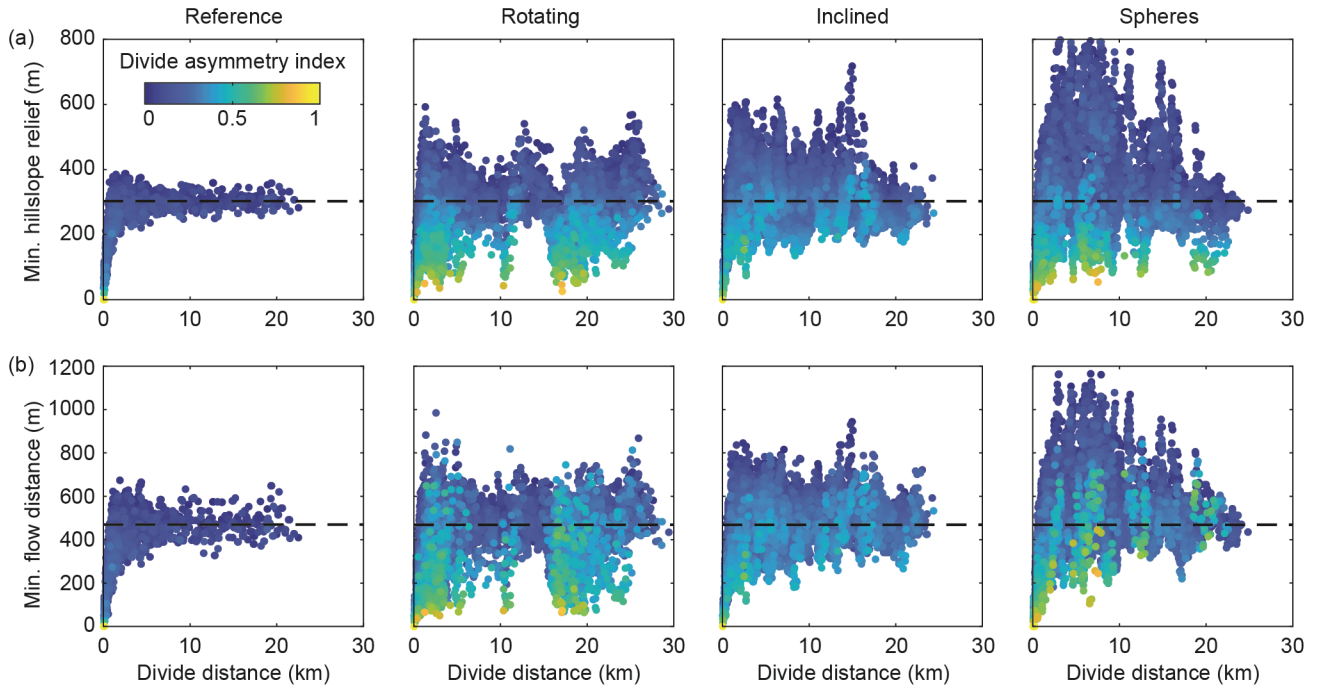 Reference Rotating Inclined Spheres
(a)
Divide asymmetry index
0 0.5 1
Min. hillslope relief (m)
800
600
400
200
0
0 10 20 30 0 10 20 30 0 10 20 30 0 10 20 30
(b)
Min. flow distance (m)
1200
1000
800
600
400
200
0
0 10 20 30 0 10 20 30 0 10 20 30 0 10 20 30
Divide distance (km) Divide distance (km) Divide distance (km) Divide distance (km)